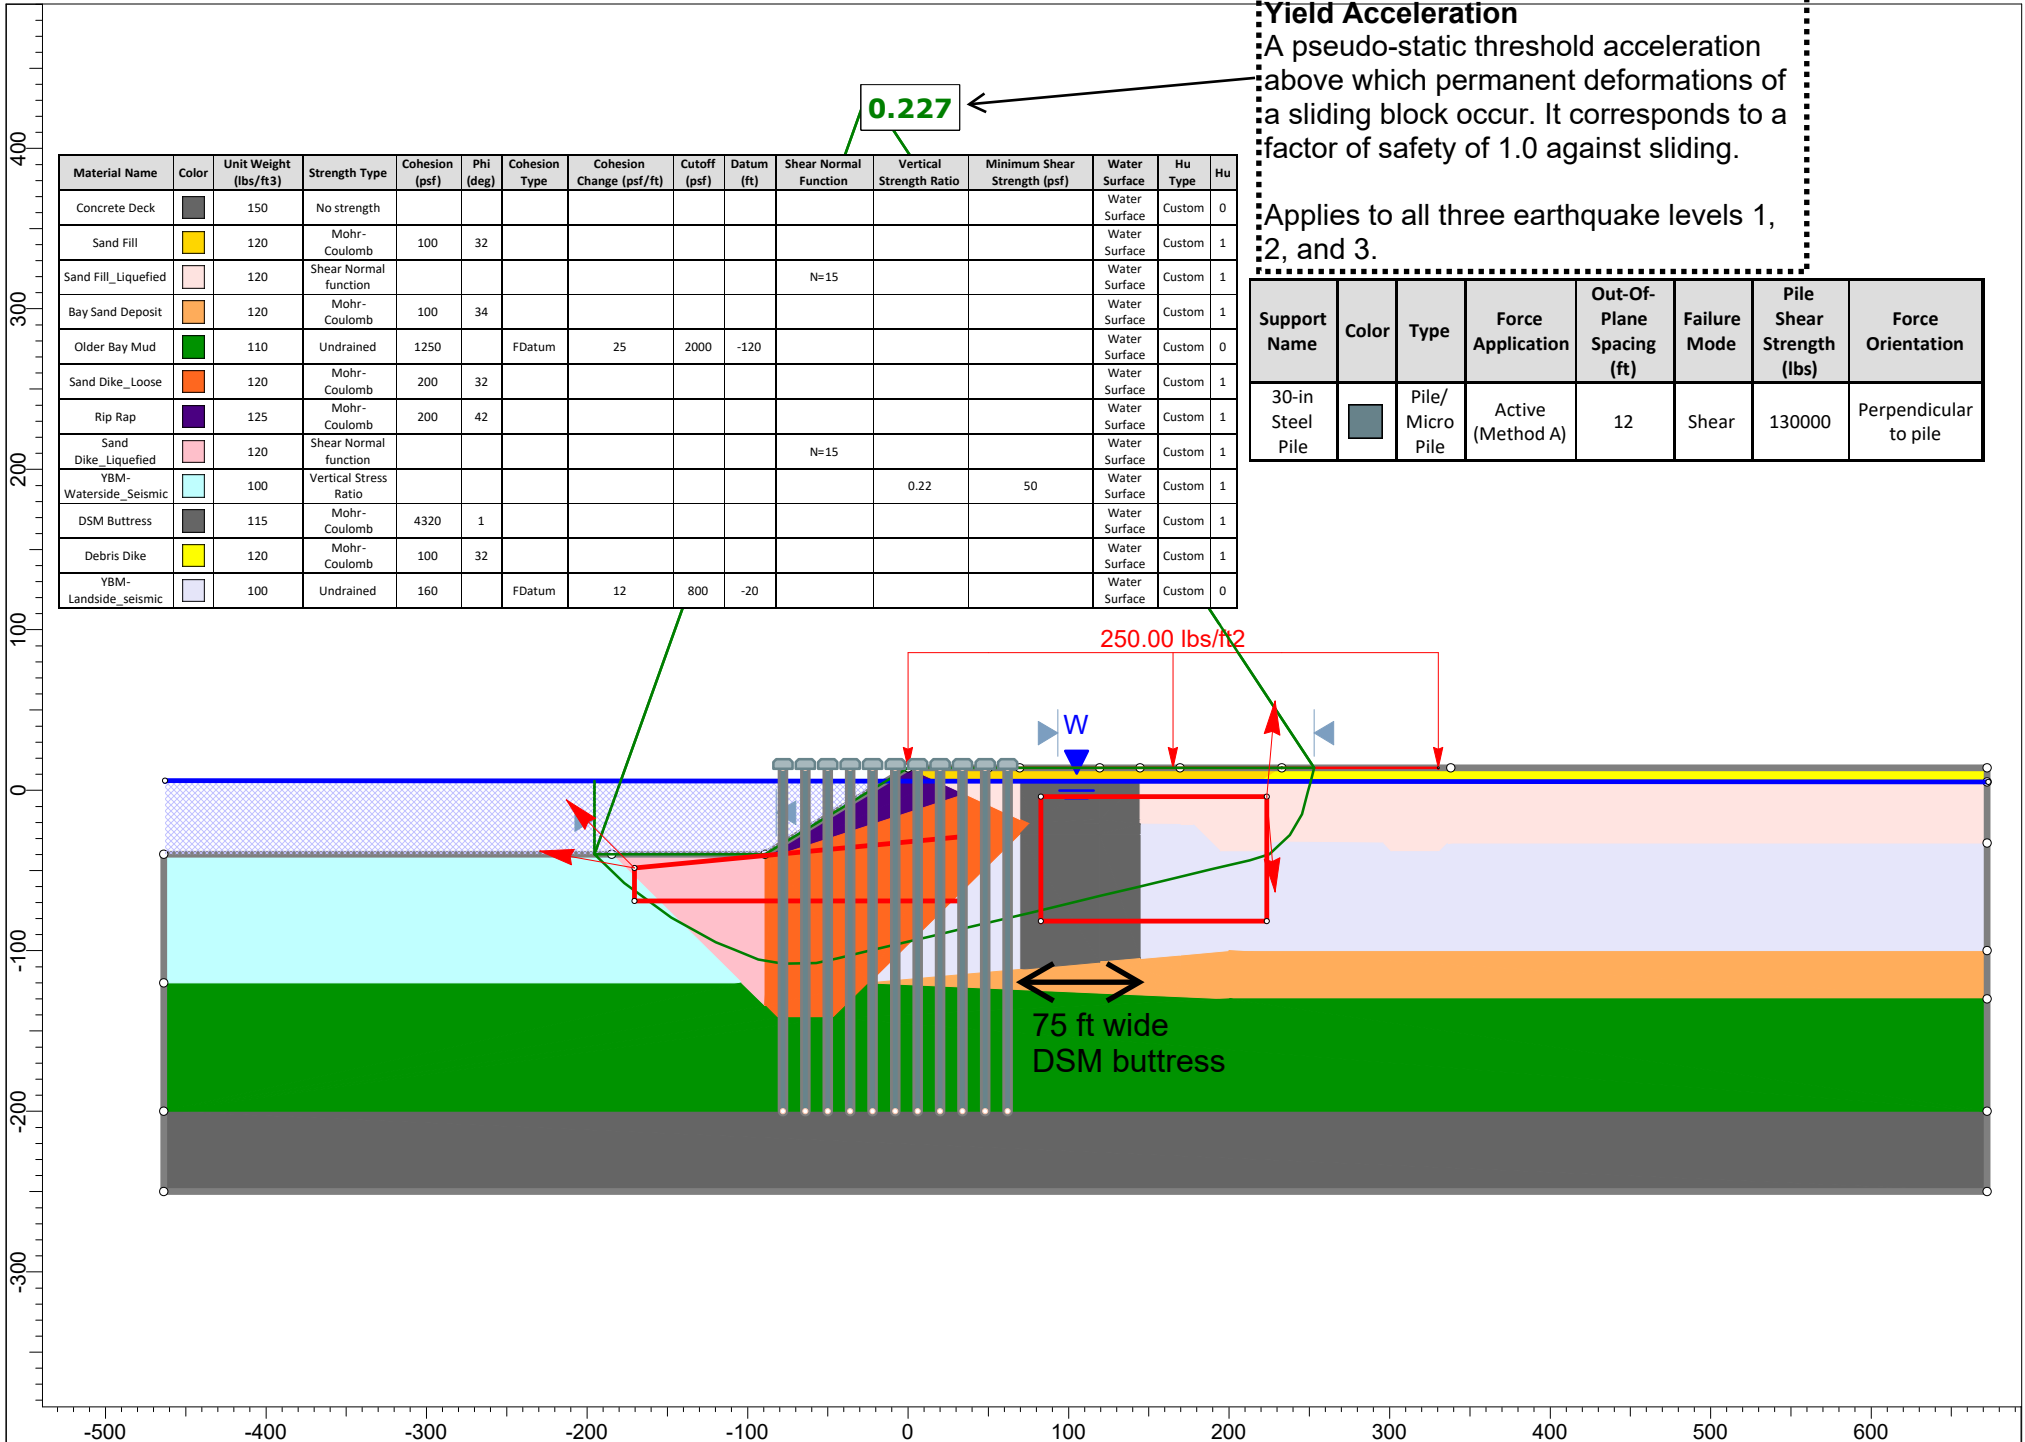 Yield Acceleration
A pseudo-static threshold acceleration
above which permanent deformations of
a sliding block occur. It corresponds to a
factor of safety of 1.0 against sliding.
Applies to all three earthquake levels 1,
2, and 3.
0.227
Material Name Color Unit Weight (lbs/ft3) Strength Type Cohesion (psf) Phi (deg) Cohesion Type Cohesion Change (psf/ft) Cutoff (psf) Datum (ft) Shear Normal Function Vertical Strength Ratio Minimum Shear Strength (psf) Water Surface Hu Type Hu
Concrete Deck 150 No strength Water Surface Custom 0
Sand Fill 120 Mohr-Coulomb 100 32 Water Surface Custom 1
Sand Fill_Liquefied 120 Shear Normal function N=15 Water Surface Custom 1
Bay Sand Deposit 120 Mohr-Coulomb 100 34 Water Surface Custom 1
Older Bay Mud 110 Undrained 1250 FDatum 25 2000 -120 Water Surface Custom 0
Sand Dike_Loose 120 Mohr-Coulomb 200 32 Water Surface Custom 1
Rip Rap 125 Mohr-Coulomb 200 42 Water Surface Custom 1
Sand Dike_Liquefied 120 Shear Normal function N=15 Water Surface Custom 1
YBM-Waterside_Seismic 100 Vertical Stress Ratio 0.22 50 Water Surface Custom 1
DSM Buttress 115 Mohr-Coulomb 4320 1 Water Surface Custom 1
Debris Dike 120 Mohr-Coulomb 100 32 Water Surface Custom 1
YBM-Landside_seismic 100 Undrained 160 FDatum 12 800 -20 Water Surface Custom 0
Support Name Color Type Force Application Out-Of-Plane Spacing (ft) Failure Mode Pile Shear Strength (lbs) Force Orientation
30-in Steel Pile Pile/Micro Pile Active (Method A) 12 Shear 130000 Perpendicular to pile
250.00 lbs/ft2
W
75 ft wide
DSM buttress
400
300
200
100
0
-100
-200
-300
-500 -400 -300 -200 -100 0 100 200 300 400 500 600